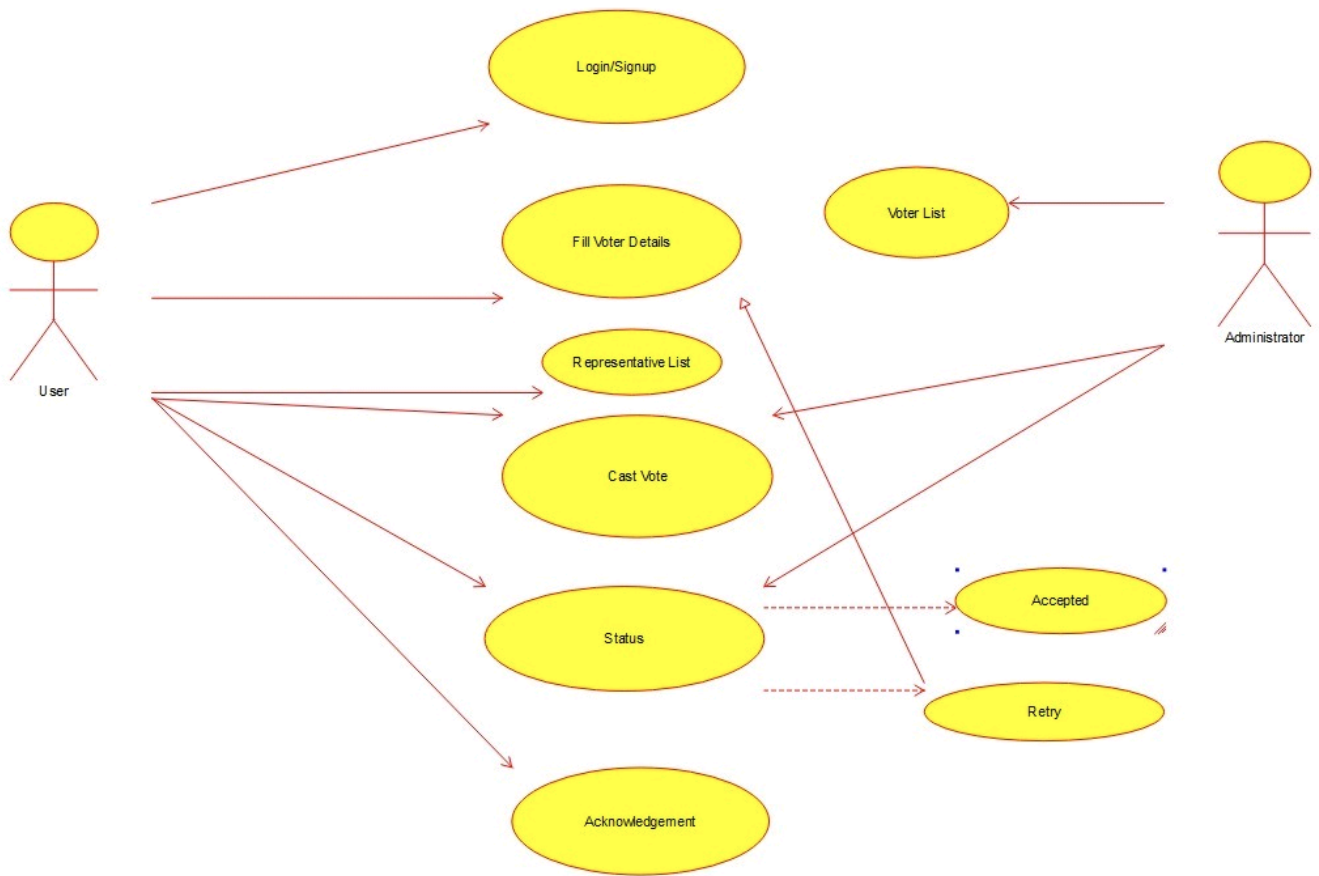 Login/Signup
Voter List
Fill Voter Details
Administrator
Representative List
User
Cast Vote
Accepted
Status
Retry
Acknowledgement